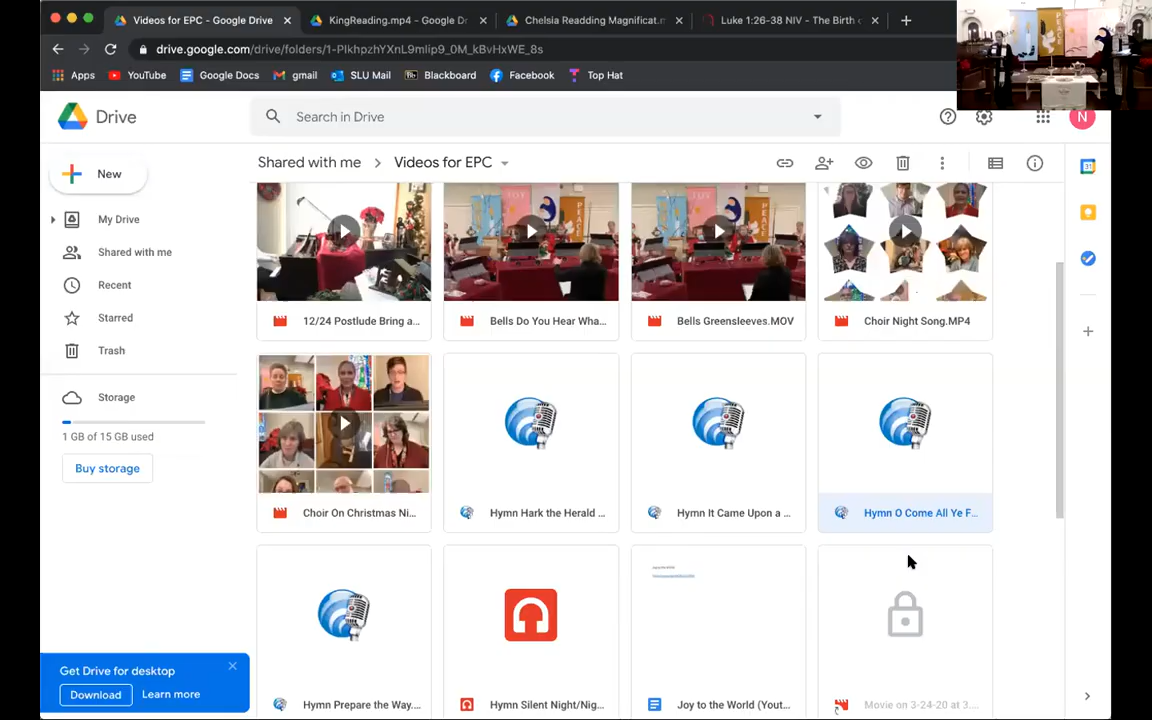 Videos for EPC - Google Drive
KingReading.mp4 - Google Dr
Chelsia Readding Magnificat.m
Luke 1:26-38 NIV - The Birth o
drive.google.com/drive/folders/1-PIkhpzhYXnL9mlip9_0M_kBvHxWE_8s
Apps YouTube Google Docs gmail SLU Mail Blackboard Facebook Top Hat
Drive
Search in Drive
N
New
Shared with me > Videos for EPC
My Drive
Shared with me
Recent
Starred
Trash
Storage
1 GB of 15 GB used
Buy storage
JOY
PEACE
JOY
PEACE
PEACE
12/24 Postlude Bring a...
Bells Do You Hear Wha...
Bells Greensleeves.MOV
Choir Night Song.MP4
Choir On Christmas Ni...
Hymn Hark the Herald ...
Hymn It Came Upon a ...
Hymn O Come All Ye F...
Hymn Prepare the Way....
Hymn Silent Night/Nig...
Joy to the World (Yout...
Movie on 3-24-20 at 3....
Get Drive for desktop
Download Learn more